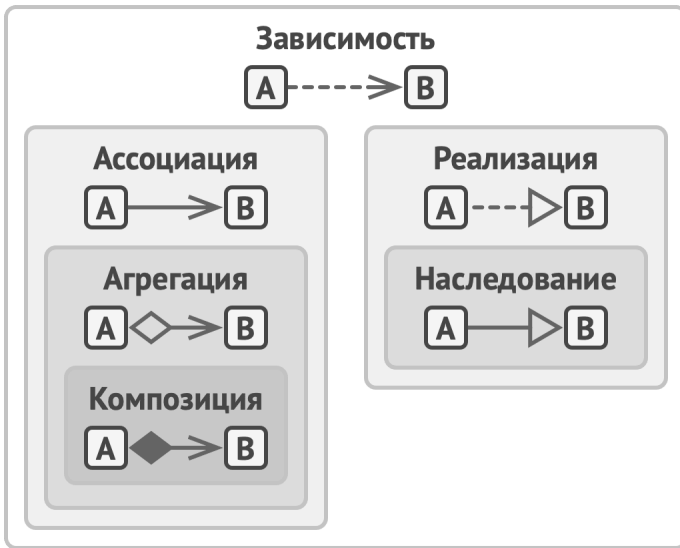 Зависимость
A B
Ассоциация
A B
Агрегация
A B
Композиция
A B
Реализация
A B
Наследование
A B